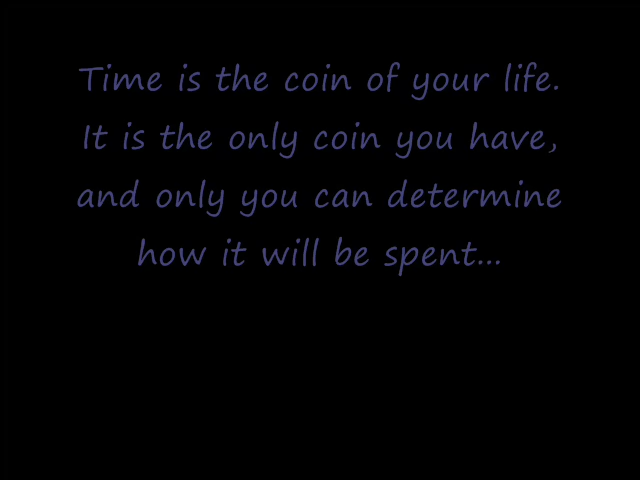 Time is the coin of your life.
It is the only coin you have,
and only you can determine
how it will be spent...